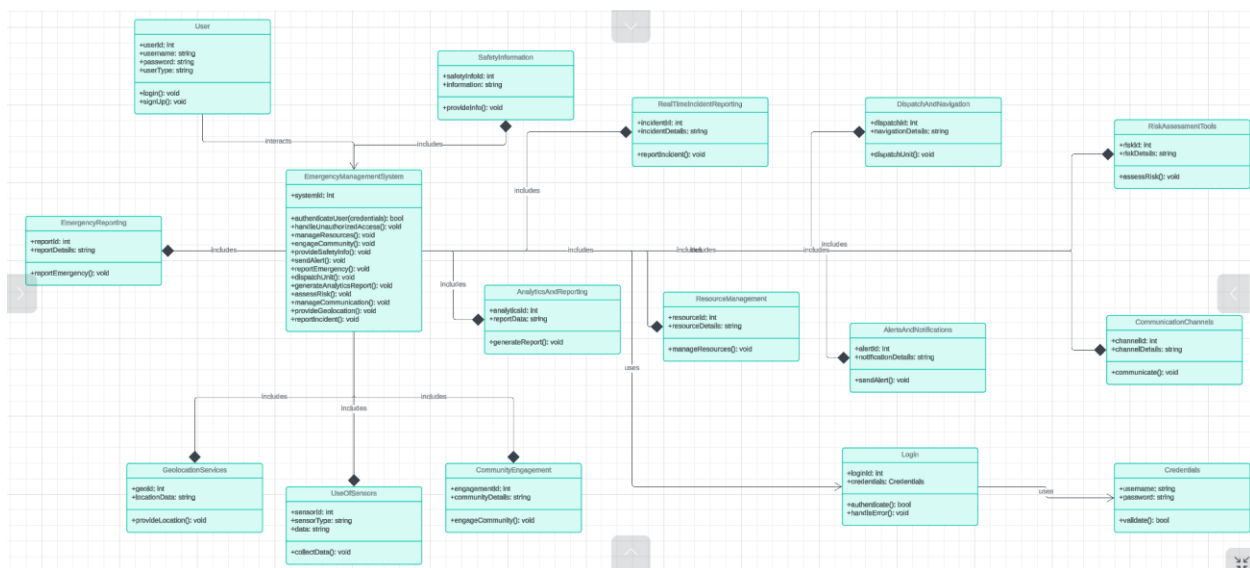 User
+userId: int
+username: string
+password: string
+userType: string
+login(): void
+signUp(): void
SafetyInformation
+safetyInfoId: int
+information: string
+provideInfo(): void
RealTimeIncidentReporting
+incidentId: int
+incidentDetails: string
+reportIncident(): void
DispatchAndNavigation
+dispatchId: int
+navigationDetails: string
+dispatchUnit(): void
RiskAssessmentTools
+riskId: int
+riskDetails: string
+assessRisk(): void
interacts
includes
includes
EmergencyManagementSystem
+systemId: int
+authenticateUser(credentials): bool
+handleUnauthorizedAccess(): void
+manageResources(): void
+engageCommunity(): void
+provideSafetyInfo(): void
+sendAlert(): void
+reportEmergency(): void
+dispatchUnit(): void
+generateAnalyticsReport(): void
+assessRisk(): void
+manageCommunication(): void
+provideGeolocation(): void
+reportIncident(): void
EmergencyReporting
+reportId: int
+reportDetails: string
+reportEmergency(): void
includes
includes
includes
includes
includes
includes
AnalyticsAndReporting
+analyticsId: int
+reportData: string
+generateReport(): void
ResourceManagement
+resourceId: int
+resourceDetails: string
+manageResources(): void
AlertsAndNotifications
+alertId: int
+notificationDetails: string
+sendAlert(): void
CommunicationChannels
+channelId: int
+channelDetails: string
+communicate(): void
uses
includes
includes
includes
GeolocationServices
+geoId: int
+locationData: string
+provideLocation(): void
UseOfSensors
+sensorId: int
+sensorType: string
+data: string
+collectData(): void
CommunityEngagement
+engagementId: int
+communityDetails: string
+engageCommunity(): void
Login
+loginId: int
+credentials: Credentials
+authenticate(): bool
+handleError(): void
uses
Credentials
+username: string
+password: string
+validate(): bool